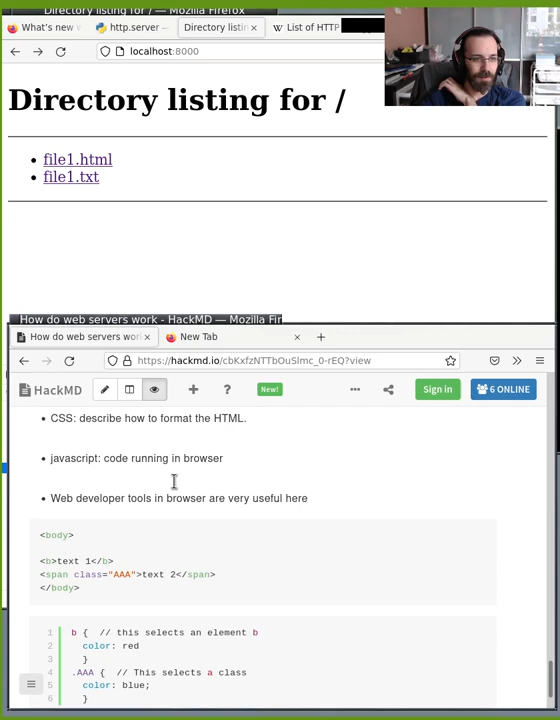 Directory listing for / — Mozilla Firefox
What's new
http.server —
Directory listin
List of HTTP
localhost:8000
Directory listing for /
file1.html
file1.txt
How do web servers work - HackMD — Mozilla Fir
How do web servers wor
New Tab
https://hackmd.io/cbKxfzNTTbOuSlmc_0-rEQ?view
HackMD
New!
Sign in
6 ONLINE
CSS: describe how to format the HTML.
javascript: code running in browser
Web developer tools in browser are very useful here
<body>
<b>text 1</b>
<span class="AAA">text 2</span>
</body>
1 b { // this selects an element b
2 color: red
3 }
4 .AAA { // This selects a class
5 color: blue;
6 }